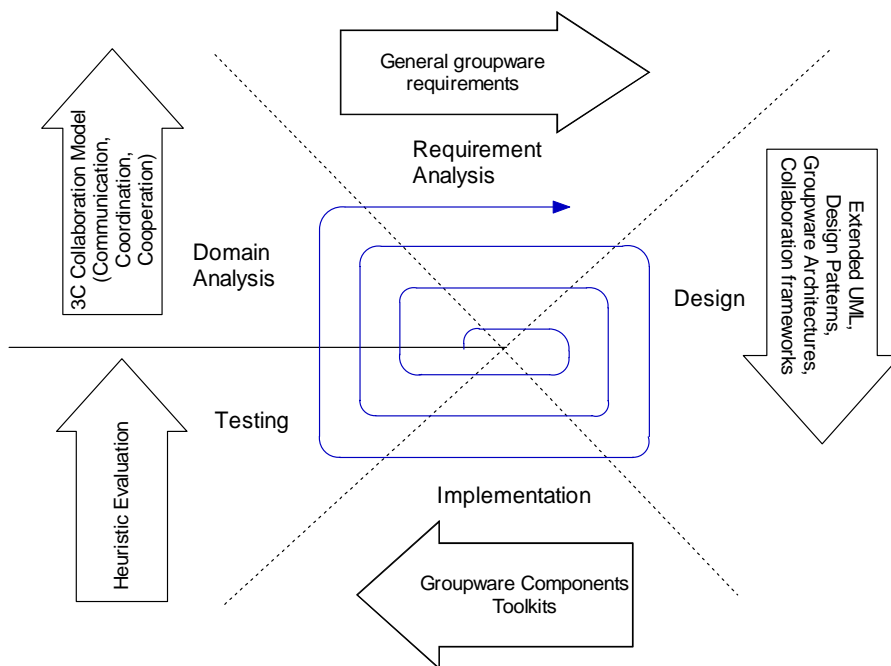 General groupware
requirements
Requirement
Analysis
3C Collaboration Model
(Communication,
Coordination,
Cooperation)
Domain
Analysis
Design
Extended UML,
Design Patterns,
Groupware Architectures,
Collaboration frameworks
Testing
Heuristic Evaluation
Implementation
Groupware Components
Toolkits